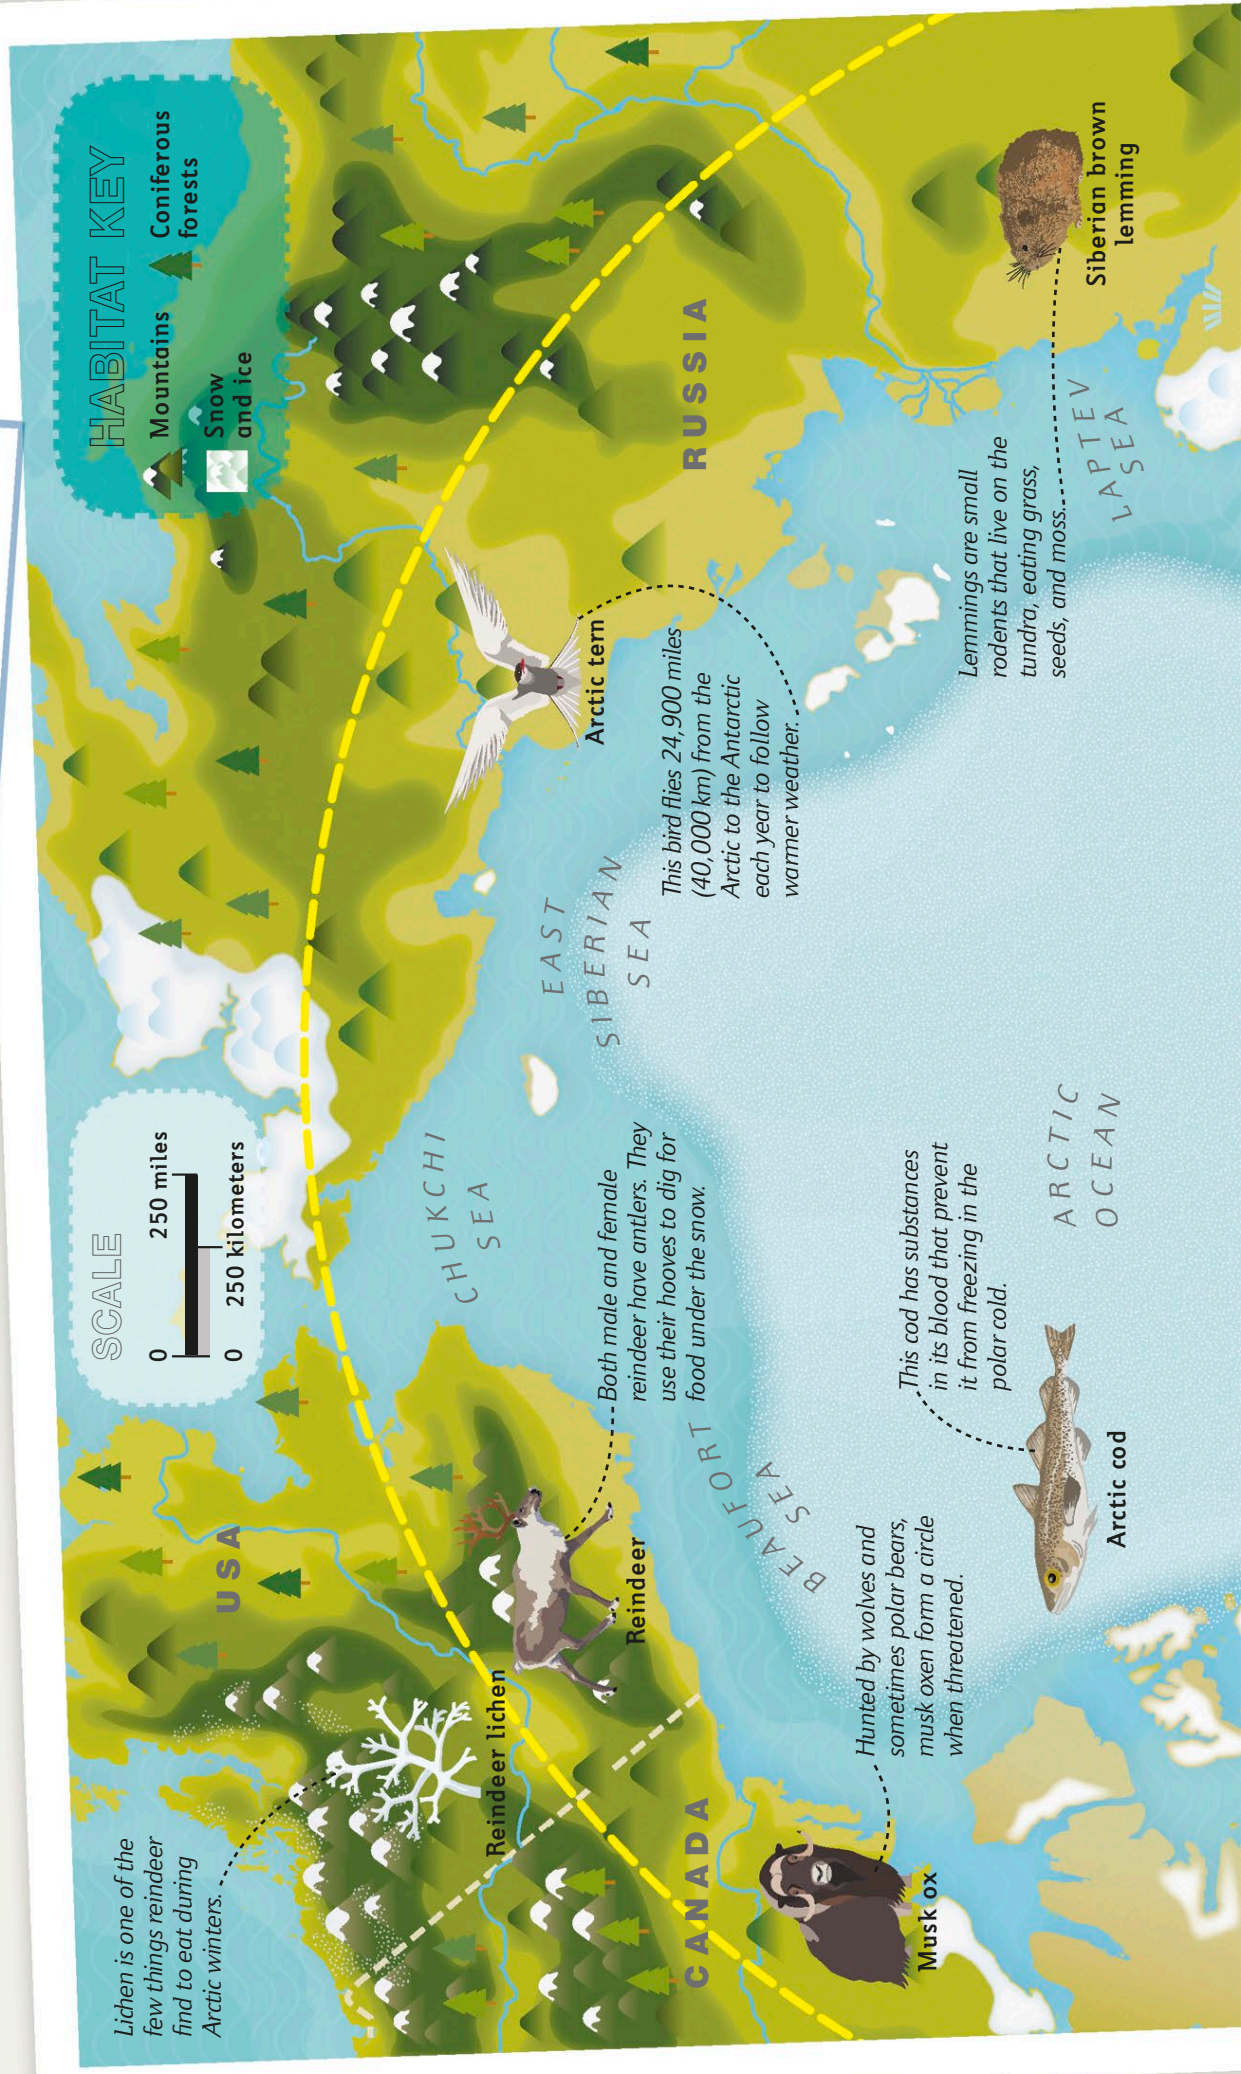 Lichen is one of the
few things reindeer
find to eat during
Arctic winters.
USA
SCALE
0
250 miles
0
250 kilometers
HABITAT KEY
Mountains
Coniferous
forests
Snow
and ice
Reindeer lichen
Reindeer
Both male and female
reindeer have antlers. They
use their hooves to dig for
food under the snow.
CHUKCHI
SEA
EAST
SIBERIAN
SEA
Arctic tern
This bird flies 24,900 miles
(40,000 km) from the
Arctic to the Antarctic
each year to follow
warmer weather.
RUSSIA
CANADA
BEAUFORT
SEA
Musk ox
Hunted by wolves and
sometimes polar bears,
musk oxen form a circle
when threatened.
This cod has substances
in its blood that prevent
it from freezing in the
polar cold.
Arctic cod
ARCTIC
OCEAN
Lemmings are small
rodents that live on the
tundra, eating grass,
seeds, and moss.
LAPTEV
SEA
Siberian brown
lemming